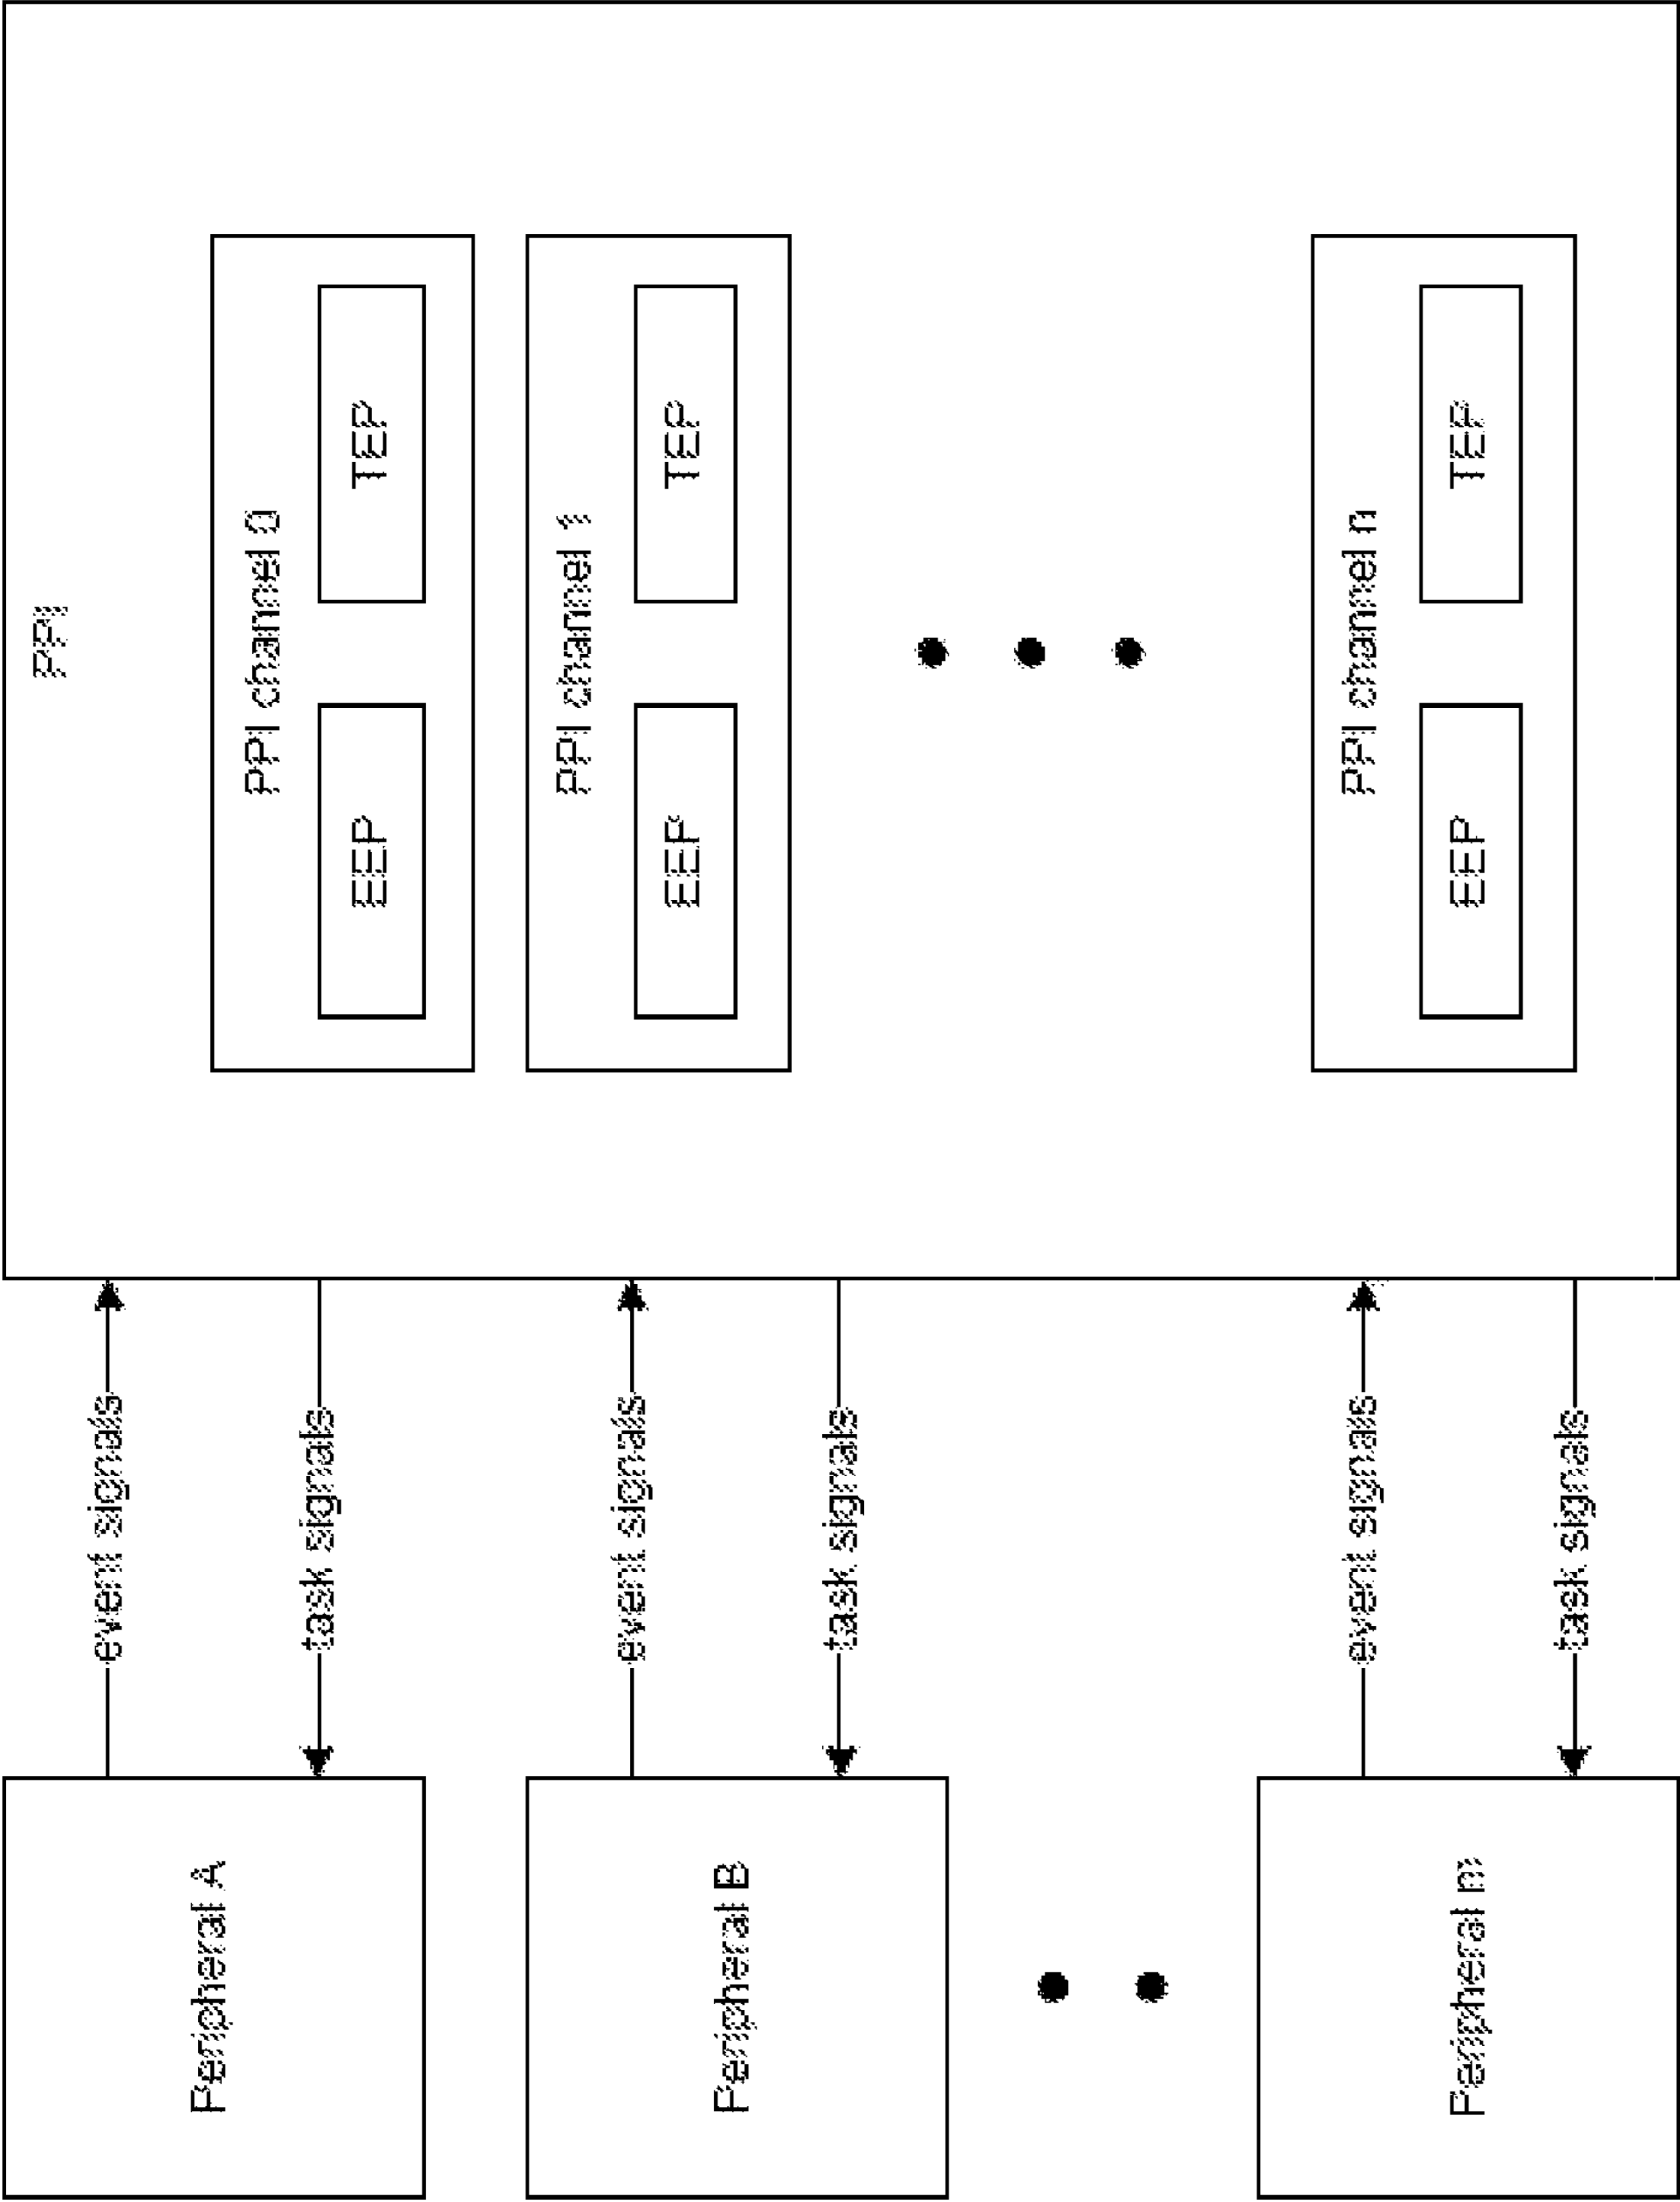 PPI
PPI channel 0
EEP
TEP
PPI channel 1
EEP
TEP
PPI channel n
EEP
TEP
event signals
task signals
event signals
task signals
event signals
task signals
Peripheral A
Peripheral B
Peripheral m